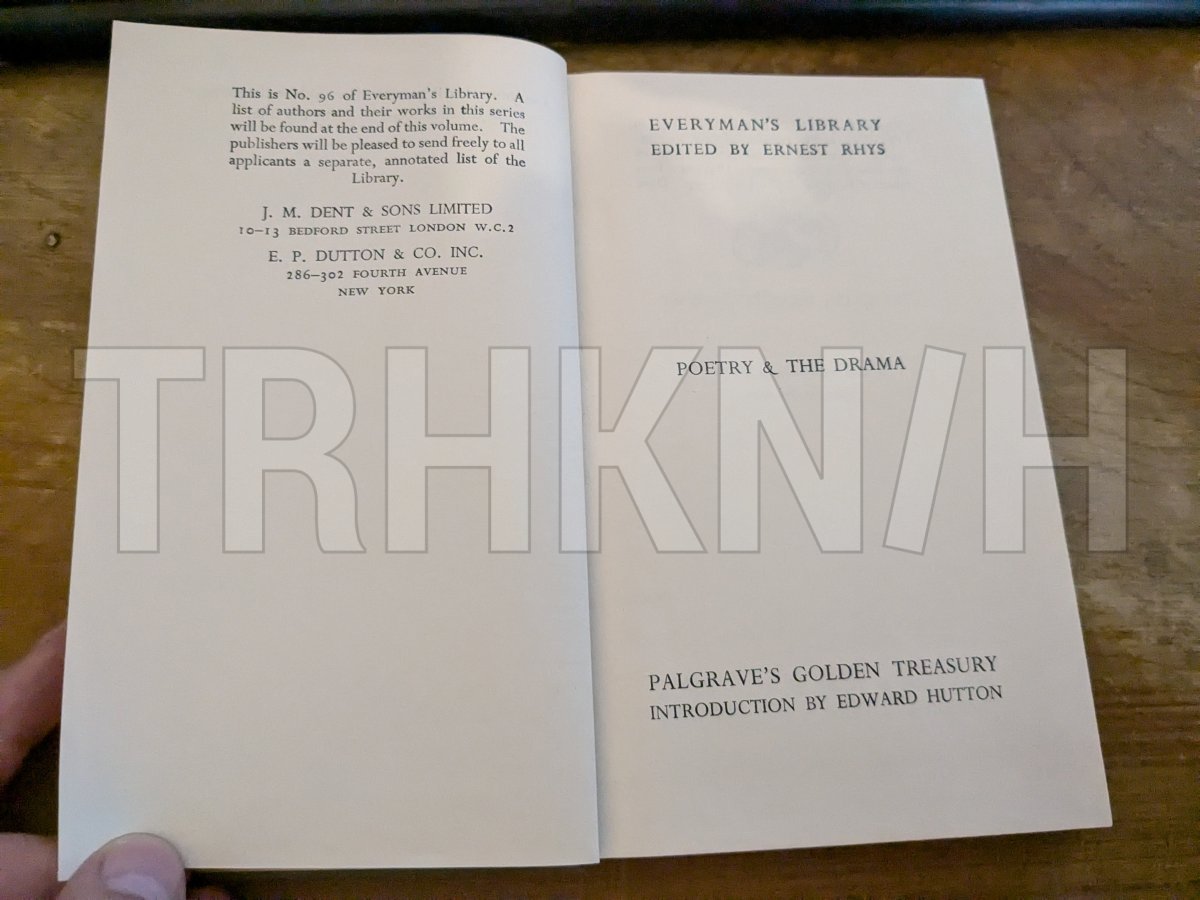 This is No. 96 of Everyman's Library. A
list of authors and their works in this series
will be found at the end of this volume. The
publishers will be pleased to send freely to all
applicants a separate, annotated list of the
Library.
J. M. DENT & SONS LIMITED
10–13 BEDFORD STREET LONDON W.C.2
E. P. DUTTON & CO. INC.
286–302 FOURTH AVENUE
NEW YORK
EVERYMAN'S LIBRARY
EDITED BY ERNEST RHYS
POETRY & THE DRAMA
TRHKN/H
PALGRAVE'S GOLDEN TREASURY
INTRODUCTION BY EDWARD HUTTON